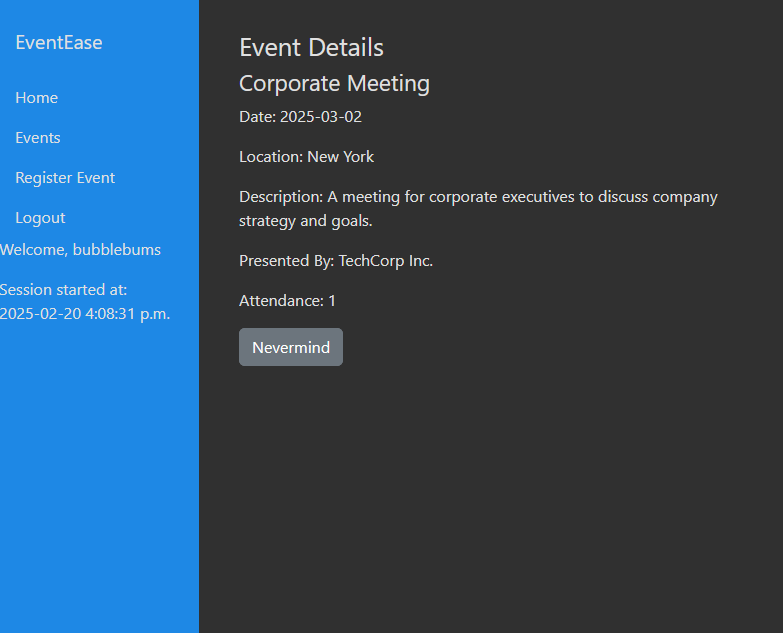 EventEase
Home
Events
Register Event
Logout
Welcome, bubblebums
Session started at:
2025-02-20 4:08:31 p.m.
Event Details
Corporate Meeting
Date: 2025-03-02
Location: New York
Description: A meeting for corporate executives to discuss company
strategy and goals.
Presented By: TechCorp Inc.
Attendance: 1
Nevermind